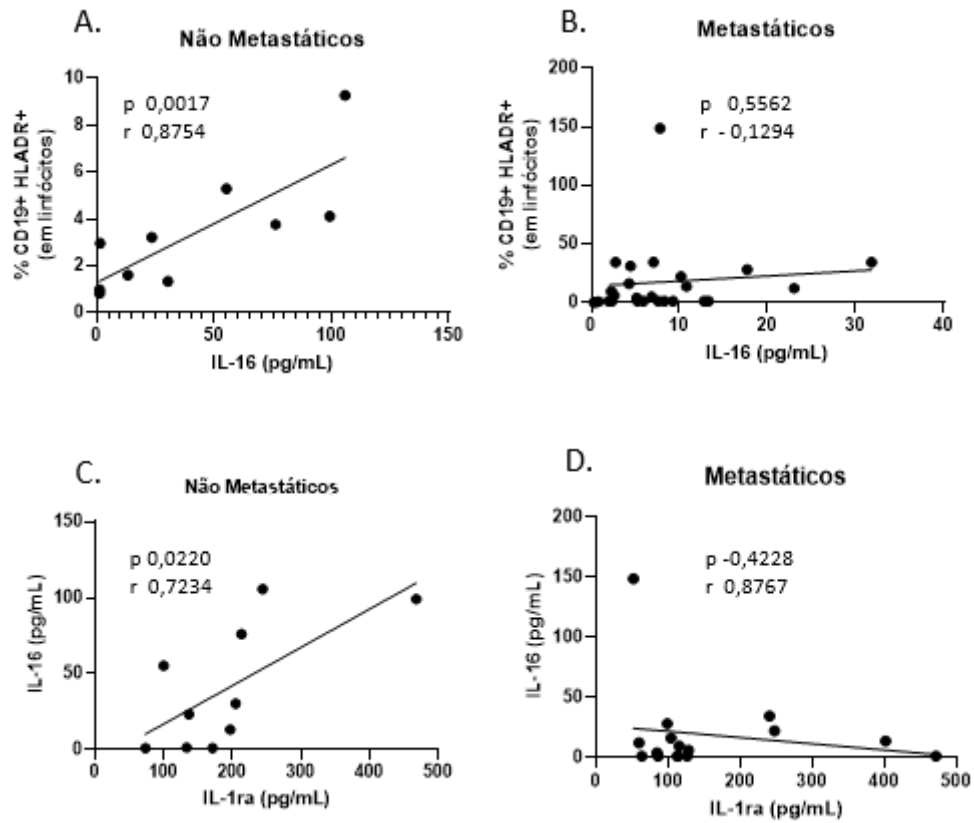 A.
Não Metastáticos
% CD19+ HLADR+
(em linfócitos)
10
8
6
4
2
0
p 0,0017
r 0,8754
0
50
100
150
IL-16 (pg/mL)
B.
Metastáticos
% CD19+ HLADR+
(em linfócitos)
200
150
100
50
0
p 0,5562
r - 0,1294
0
10
20
30
40
IL-16 (pg/mL)
C.
Não Metastáticos
IL-16 (pg/mL)
150
100
50
0
p 0,0220
r 0,7234
0
100
200
300
400
500
IL-1ra (pg/mL)
D.
Metastáticos
IL-16 (pg/mL)
200
150
100
50
0
p -0,4228
r 0,8767
0
100
200
300
400
500
IL-1ra (pg/mL)